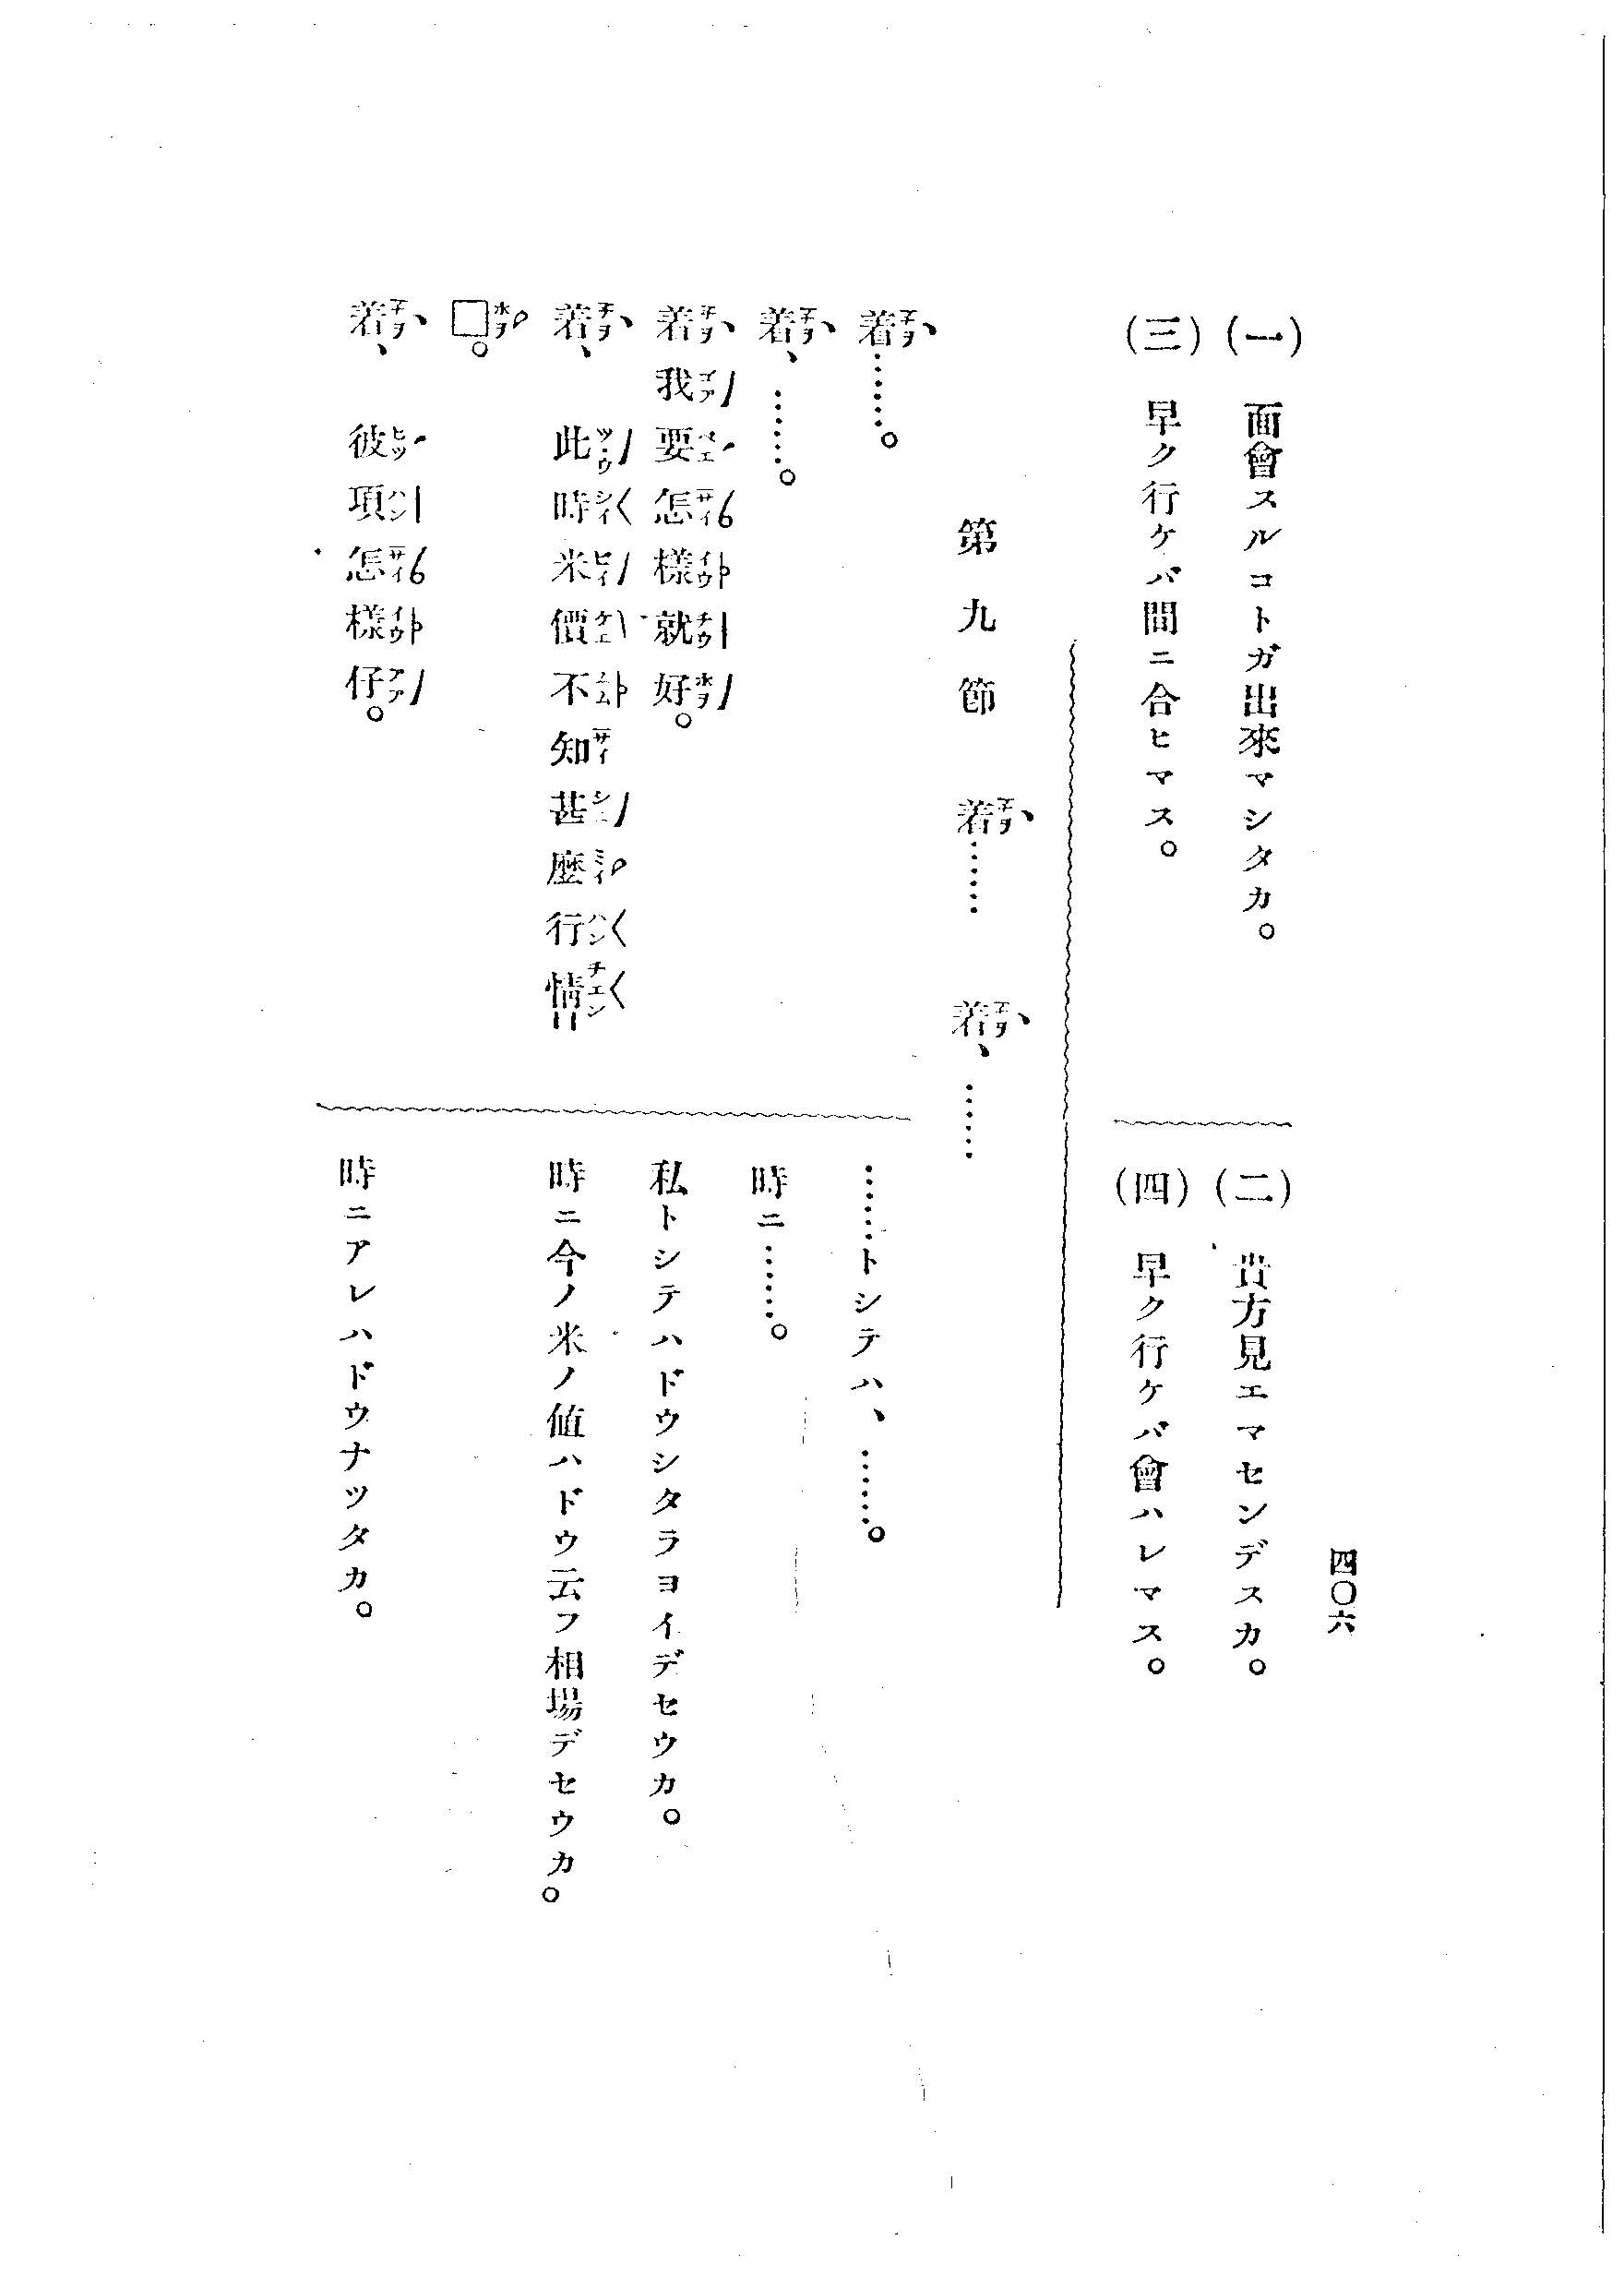 四〇六
(一) 面會スルコトガ出來マシタカ。
(二) 貴方見エマセンデスカ。
(三) 早ク行ケバ間ニ合ヒマス。
(四) 早ク行ケバ會ハレマス。
第九節 着…… 着、……
着……。
……トシテハ、……。
着、……。
時ニ……。
着我要怎樣就好。
私トシテハドウシタラヨイデセウカ。
着、此時米價不知甚麼行情
□。
時ニ今ノ米ノ値ハドウ云フ相場デセウカ。
着、彼項怎樣仔。
時ニアレハドウナツタカ。